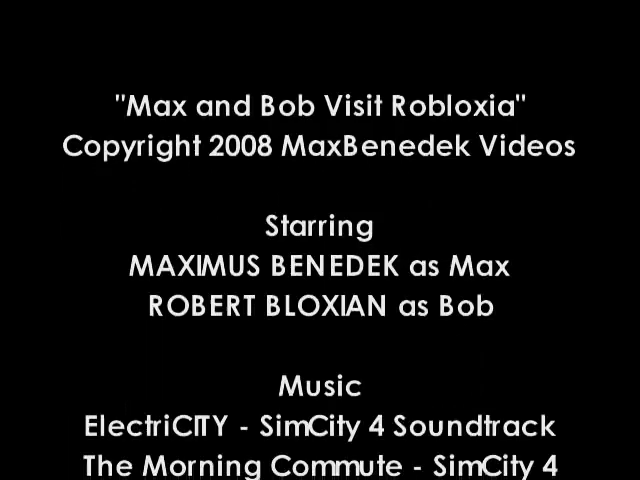 "Max and Bob Visit Robloxia"
Copyright 2008 MaxBenedek Videos
Starring
MAXIMUS BENEDEK as Max
ROBERT BLOXIAN as Bob
Music
ElectriCITY - SimCity 4 Soundtrack
The Morning Commute - SimCity 4